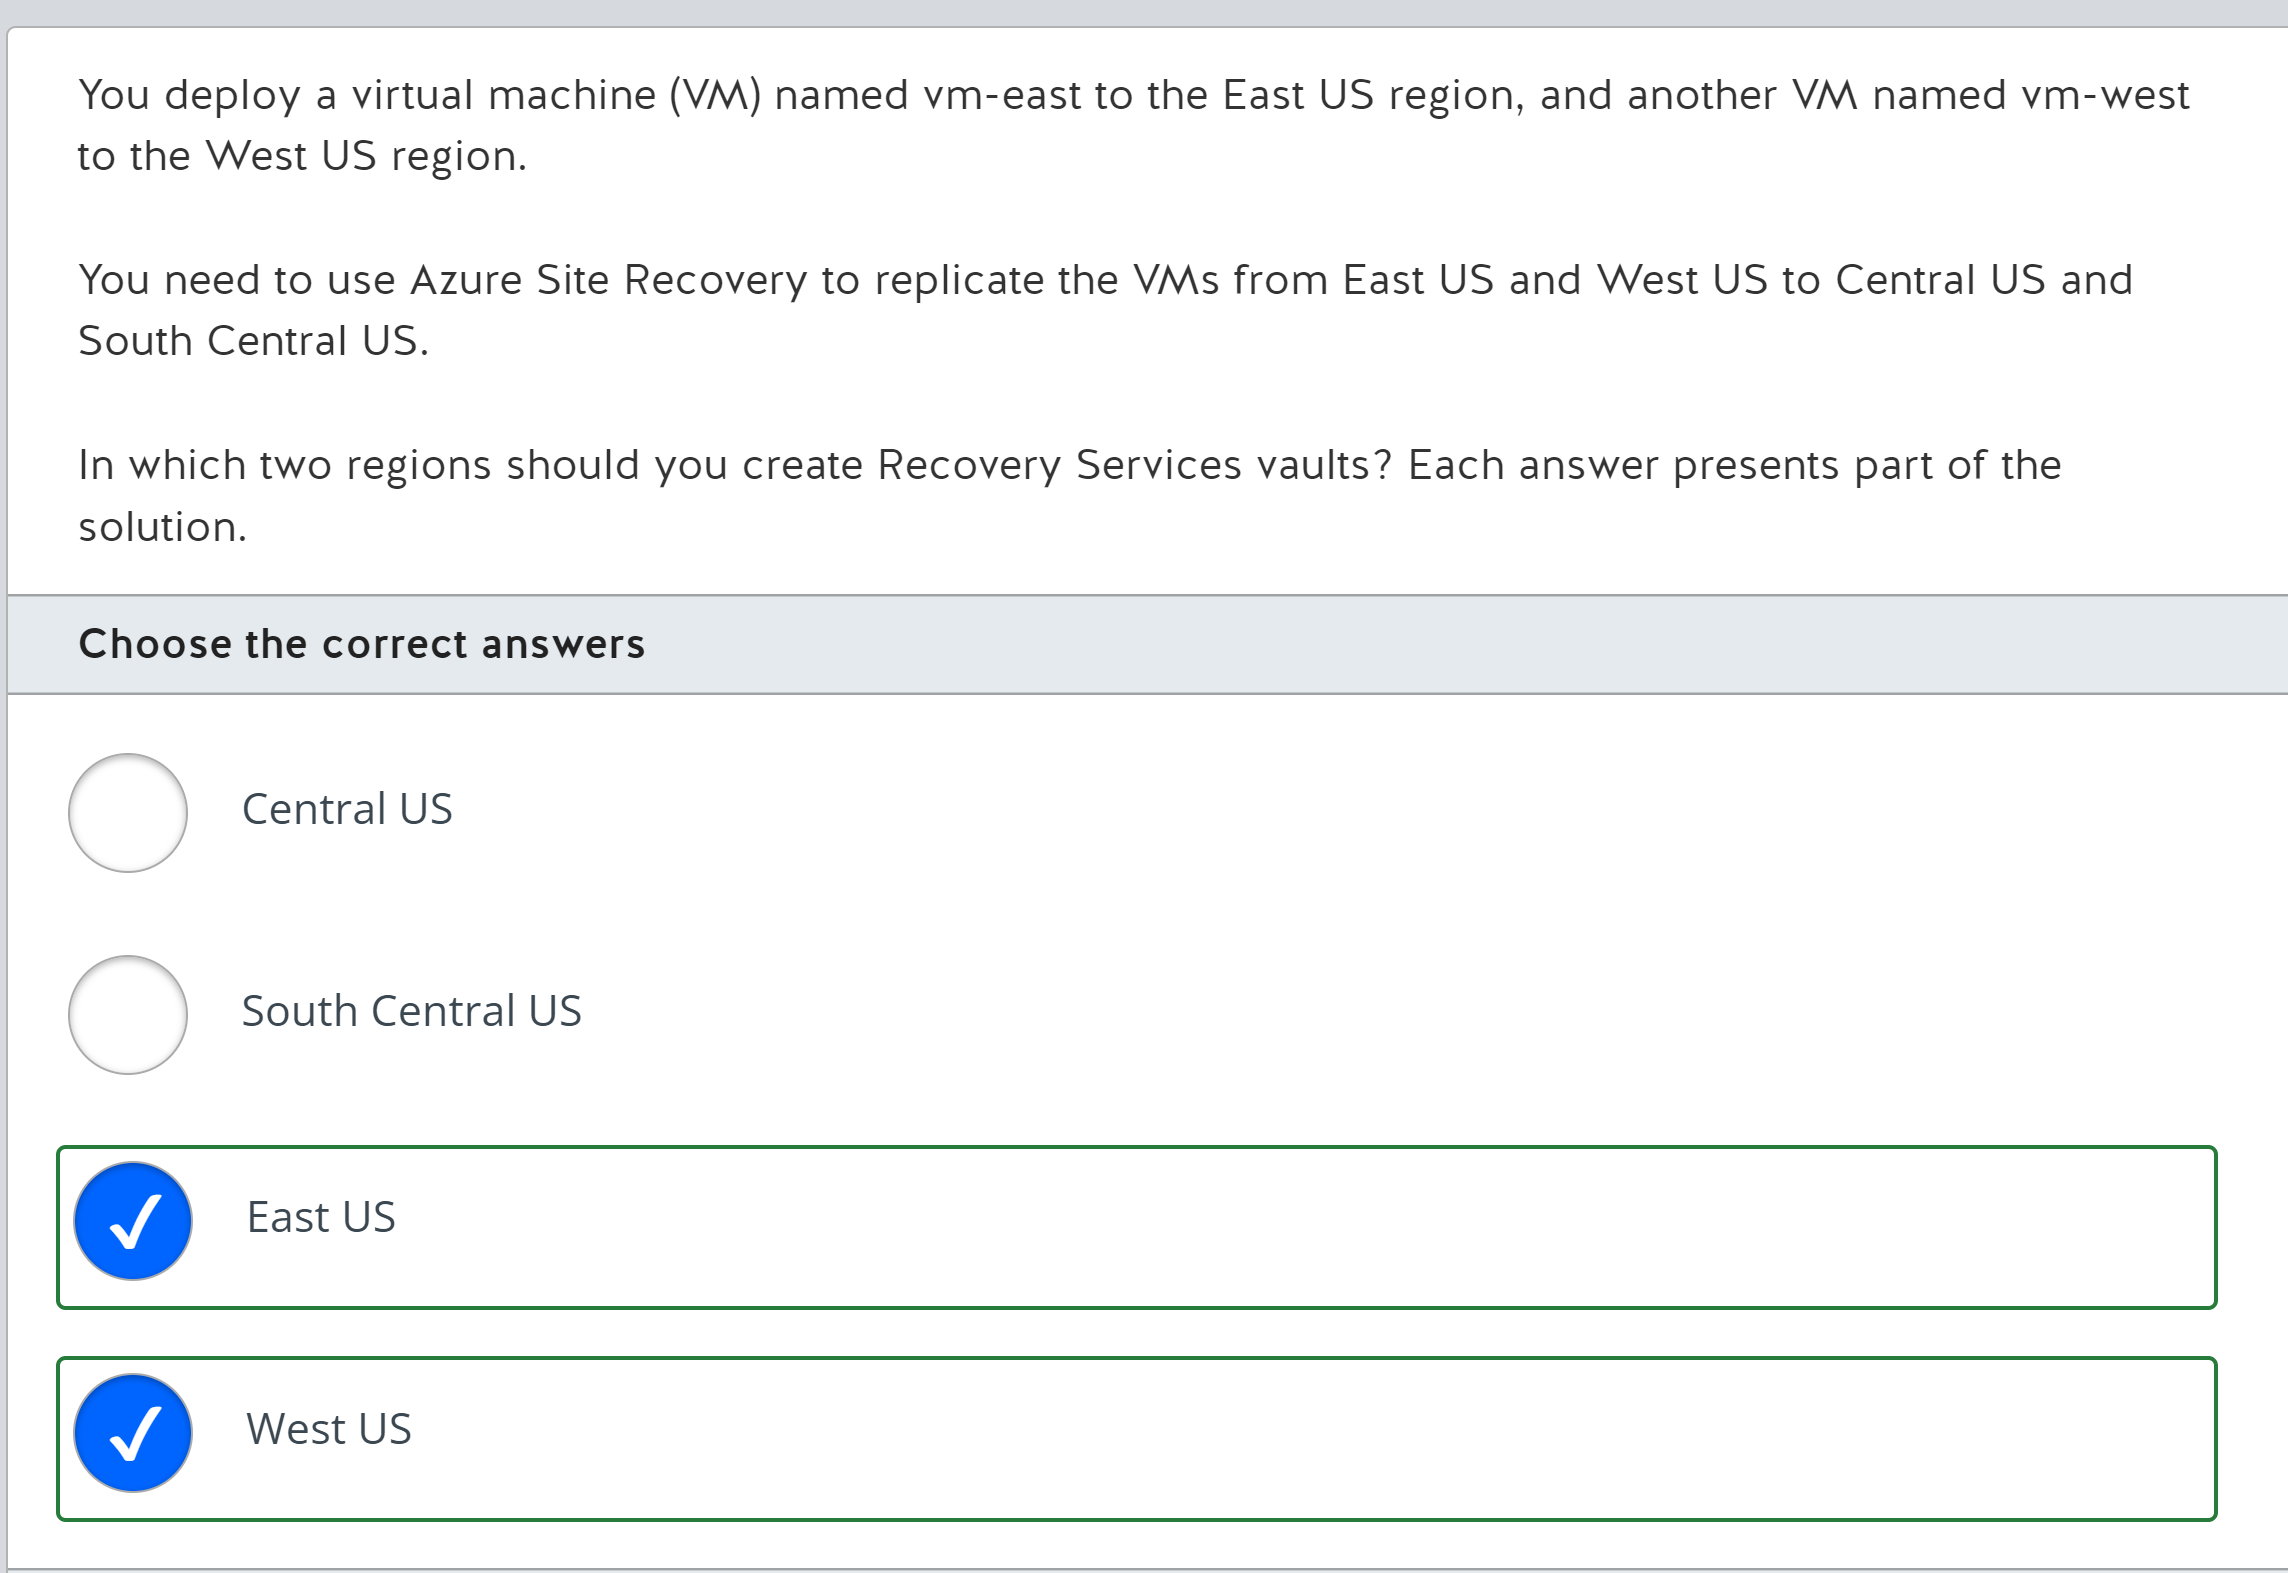 You deploy a virtual machine (VM) named vm-east to the East US region, and another VM named vm-west
to the West US region.
You need to use Azure Site Recovery to replicate the VMs from East US and West US to Central US and
South Central US.
In which two regions should you create Recovery Services vaults? Each answer presents part of the
solution.
Choose the correct answers
Central US
South Central US
East US
West US